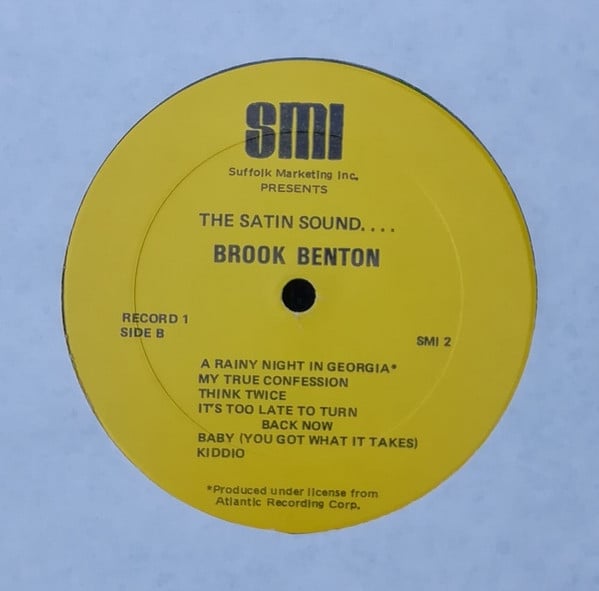 SMI
Suffolk Marketing Inc.
PRESENTS
THE SATIN SOUND....
BROOK BENTON
RECORD 1
SIDE B
SMI 2
A RAINY NIGHT IN GEORGIA*
MY TRUE CONFESSION
THINK TWICE
IT'S TOO LATE TO TURN
BACK NOW
BABY (YOU GOT WHAT IT TAKES)
KIDDIO
*Produced under license from
Atlantic Recording Corp.